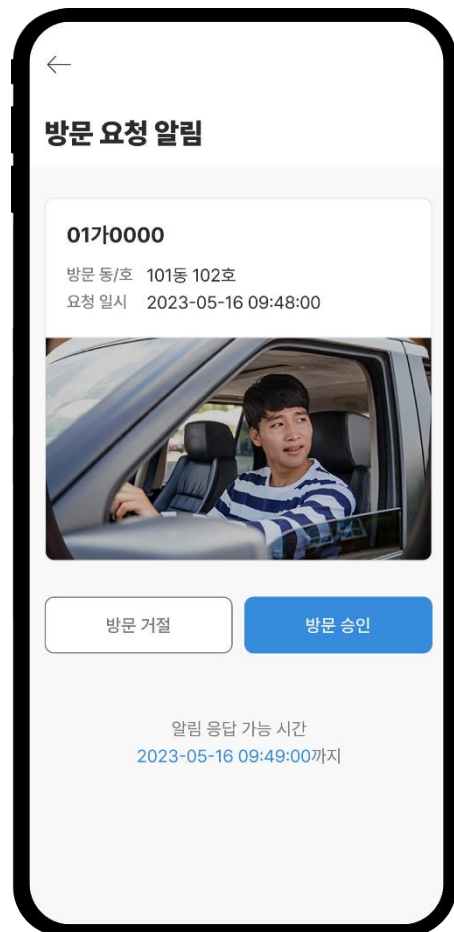 방문 요청 알림
01가0000
방문 동/호 101동 102호
요청 일시 2023-05-16 09:48:00
방문 거절
방문 승인
알림 응답 가능 시간
2023-05-16 09:49:00까지